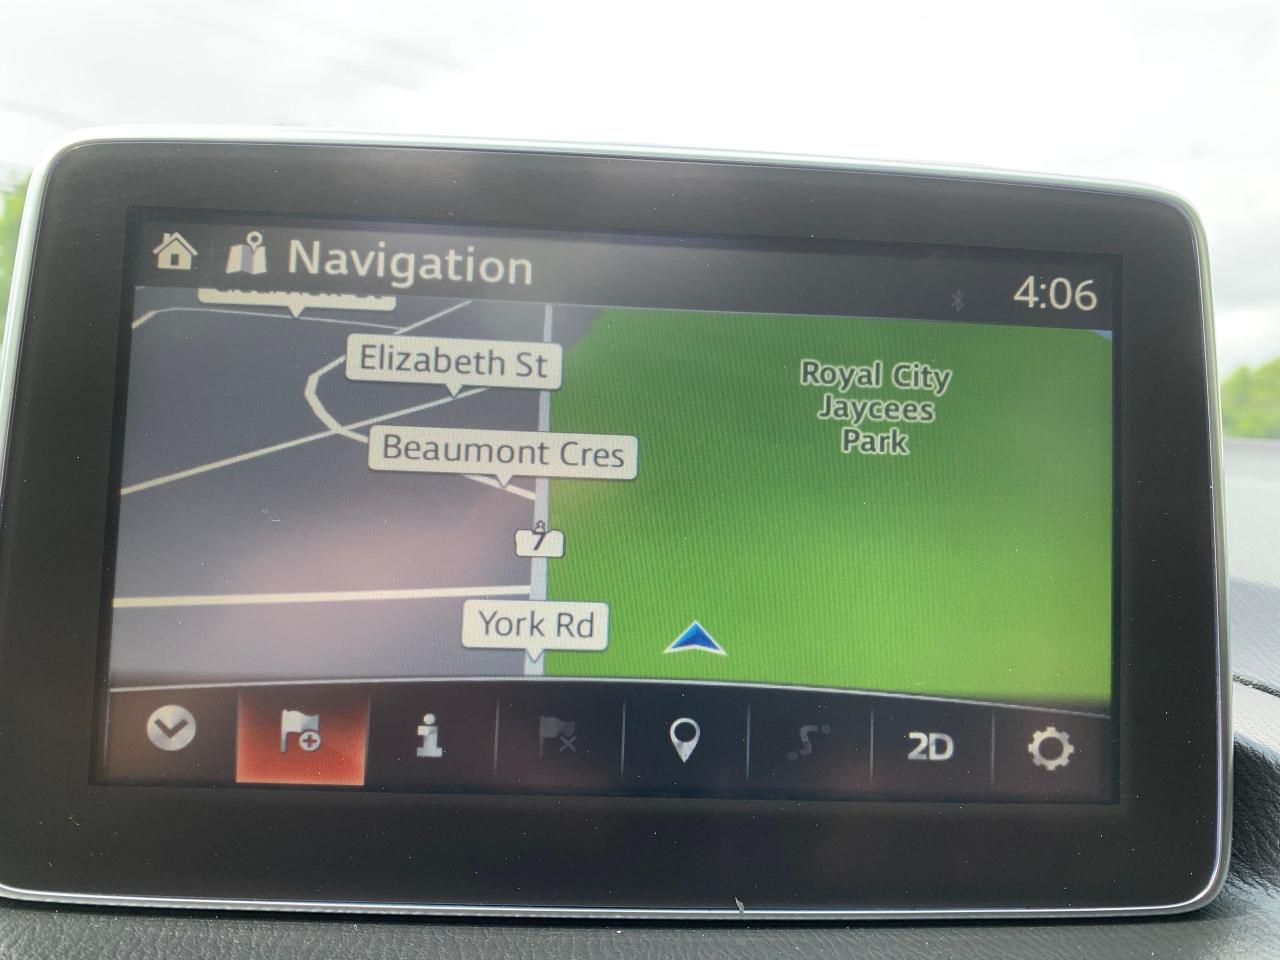 Navigation
4:06
Elizabeth St
Royal City
Jaycees
Park
Beaumont Cres
7
York Rd
2D